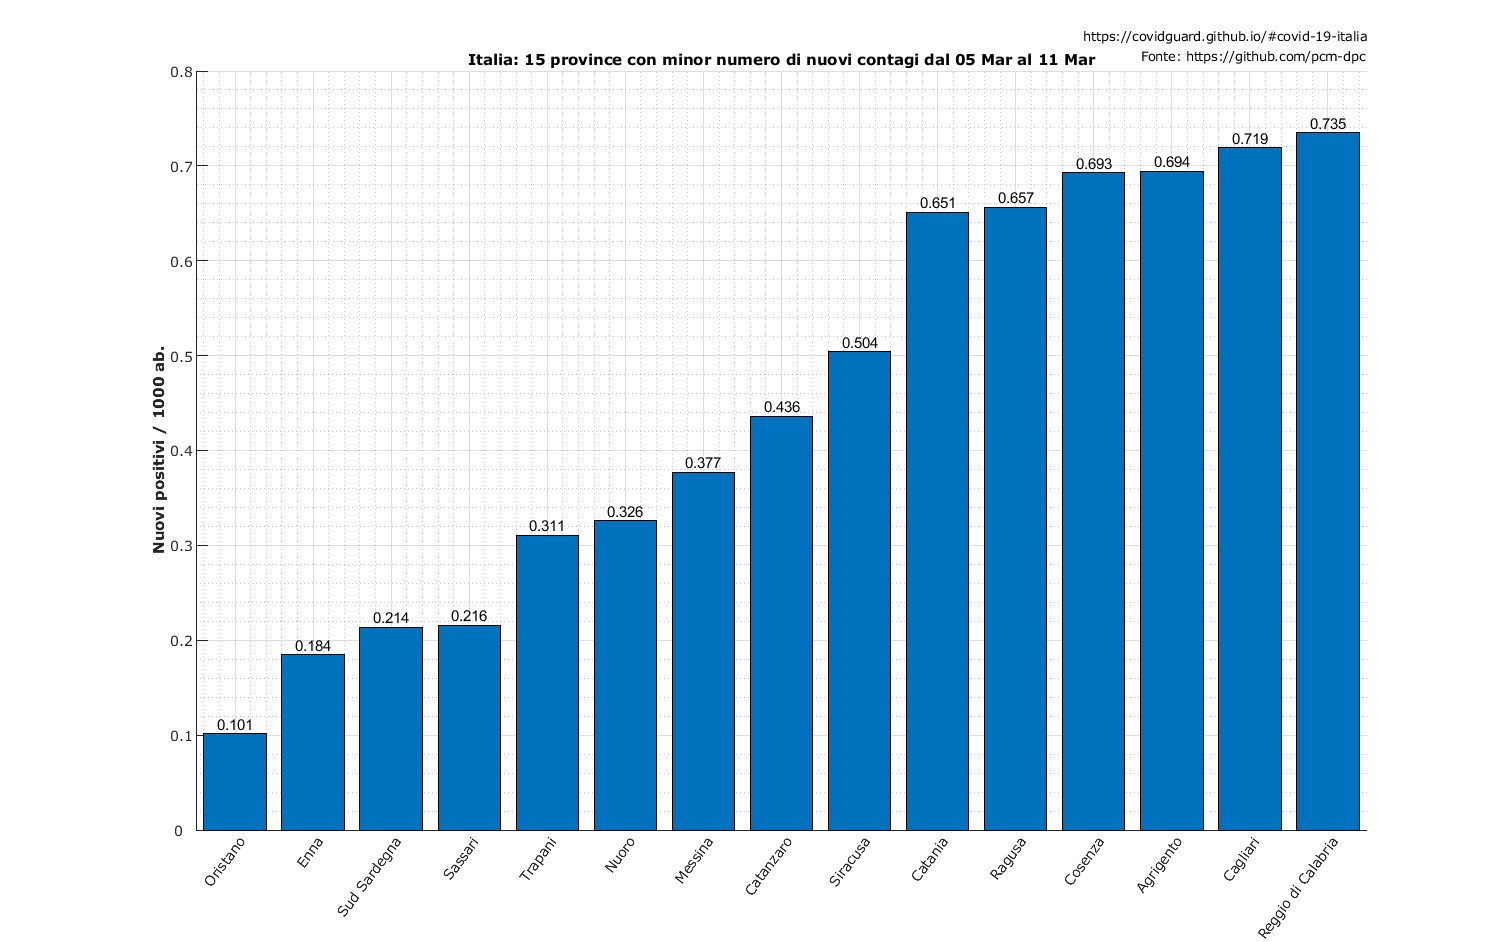 https://covidguard.github.io/#covid-19-italia
Italia: 15 province con minor numero di nuovi contagi dal 05 Mar al 11 Mar
Fonte: https://github.com/pcm-dpc
Nuovi positivi / 1000 ab.
0.8
0.7
0.6
0.5
0.4
0.3
0.2
0.1
0
0.101
0.184
0.214
0.216
0.311
0.326
0.377
0.436
0.504
0.651
0.657
0.693
0.694
0.719
0.735
Oristano
Enna
Sud Sardegna
Sassari
Trapani
Nuoro
Messina
Catanzaro
Siracusa
Catania
Ragusa
Cosenza
Agrigento
Cagliari
Reggio di Calabria